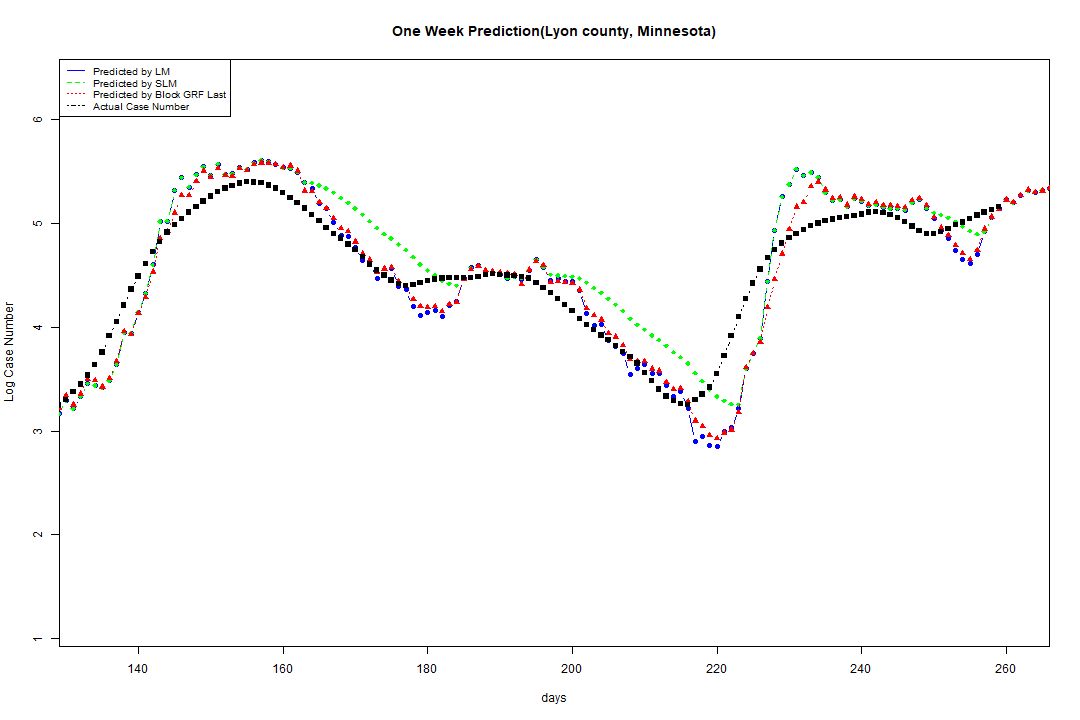 One Week Prediction(Lyon county, Minnesota)
Predicted by LM
Predicted by SLM
Predicted by Block GRF Last
Actual Case Number
Log Case Number
6
5
4
3
2
1
140 160 180 200 220 240 260
days